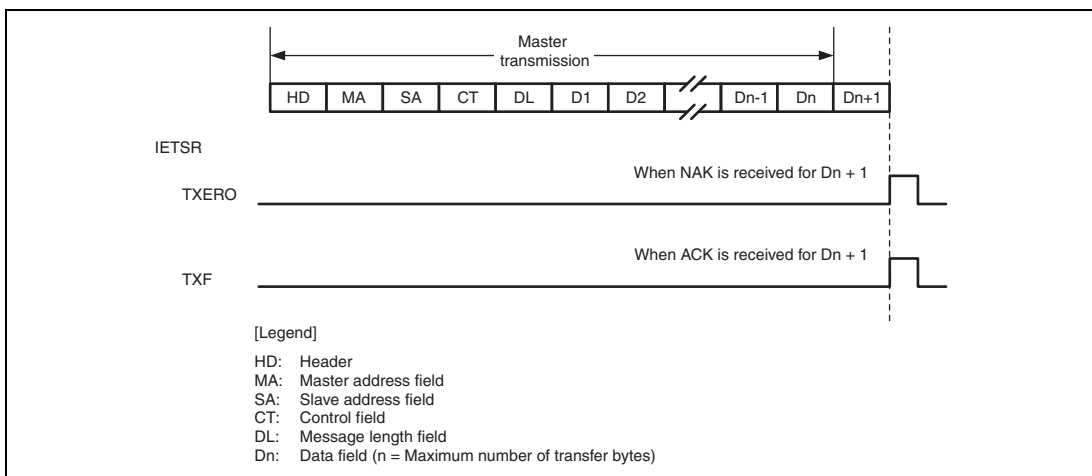 Master
transmission
HD MA SA CT DL D1 D2 Dn-1 Dn Dn+1
IETSR
When NAK is received for Dn + 1
TXERO
When ACK is received for Dn + 1
TXF
[Legend]
HD: Header
MA: Master address field
SA: Slave address field
CT: Control field
DL: Message length field
Dn: Data field (n = Maximum number of transfer bytes)